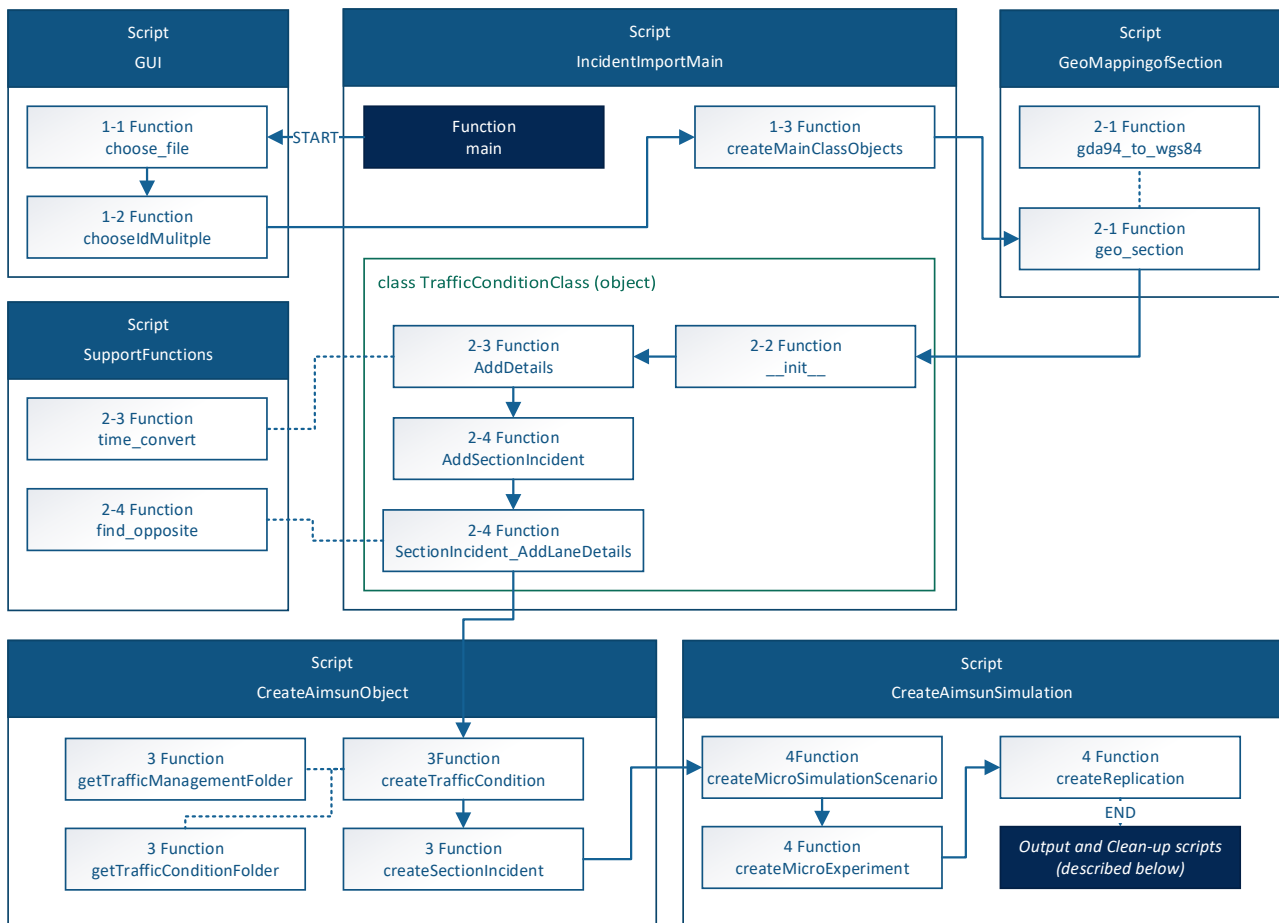 Script
GUI
1-1 Function
choose_file
1-2 Function
chooseIdMulitple
Script
IncidentImportMain
Function
main
START
1-3 Function
createMainClassObjects
Script
GeoMappingofSection
2-1 Function
gda94_to_wgs84
2-1 Function
geo_section
class TrafficConditionClass (object)
2-3 Function
AddDetails
2-2 Function
__init__
2-4 Function
AddSectionIncident
2-4 Function
SectionIncident_AddLaneDetails
Script
SupportFunctions
2-3 Function
time_convert
2-4 Function
find_opposite
Script
CreateAimsunObject
3 Function
getTrafficManagementFolder
3Function
createTrafficCondition
3 Function
getTrafficConditionFolder
3 Function
createSectionIncident
Script
CreateAimsunSimulation
4Function
createMicroSimulationScenario
4 Function
createReplication
4 Function
createMicroExperiment
END
Output and Clean-up scripts
(described below)